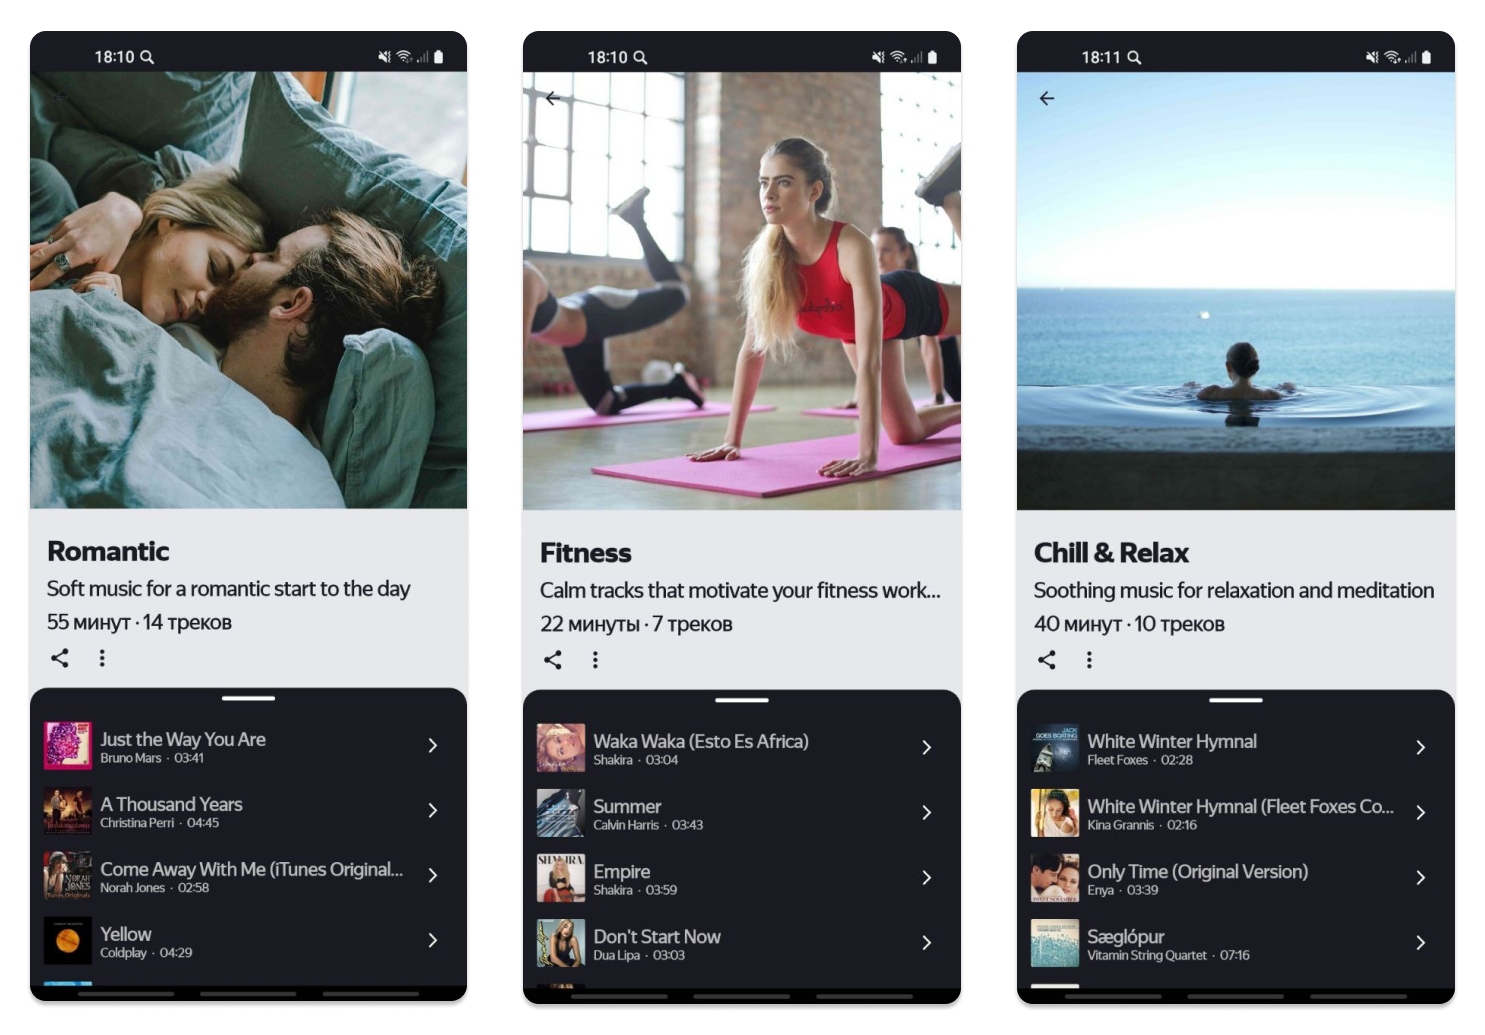 18:10
Romantic
Soft music for a romantic start to the day
55 минут · 14 треков
Just the Way You Are
Bruno Mars · 03:41
A Thousand Years
Christina Perri · 04:45
Come Away With Me (iTunes Original...
Norah Jones · 02:58
Yellow
Coldplay · 04:29
18:10
Fitness
Calm tracks that motivate your fitness work...
22 минуты · 7 треков
Waka Waka (Esto Es Africa)
Shakira · 03:04
Summer
Calvin Harris · 03:43
SHAKIRA
Empire
Shakira · 03:59
Don't Start Now
Dua Lipa · 03:03
18:11
Chill & Relax
Soothing music for relaxation and meditation
40 минут · 10 треков
JACK
GOES BOATING
White Winter Hymnal
Fleet Foxes · 02:28
White Winter Hymnal (Fleet Foxes Co...
Kina Grannis · 02:16
Only Time (Original Version)
Enya · 03:39
SWEET NOVEMBER
Sæglópur
Vitamin String Quartet · 07:16